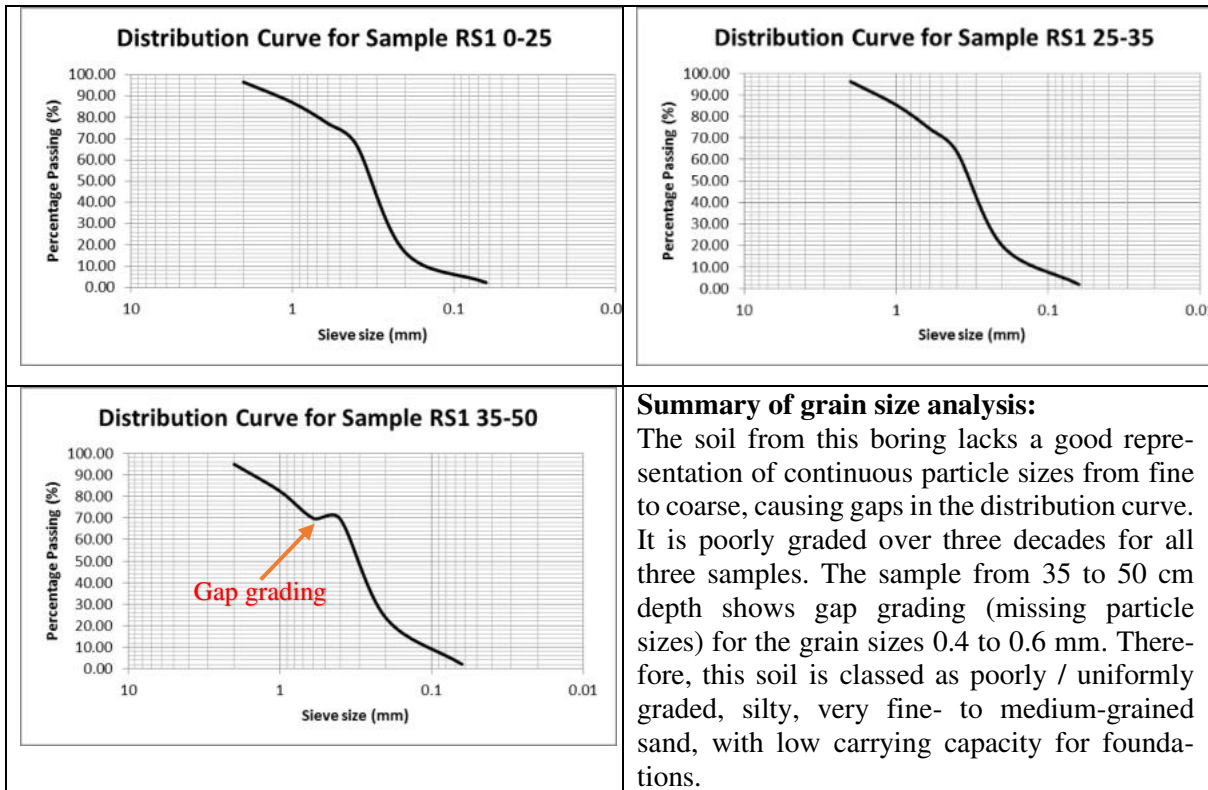 Distribution Curve for Sample RS1 0-25
Percentage Passing (%)
100.00
90.00
80.00
70.00
60.00
50.00
40.00
30.00
20.00
10.00
0.00
10
1
0.1
0.0
Sieve size (mm)
Distribution Curve for Sample RS1 25-35
Percentage Passing (%)
100.00
90.00
80.00
70.00
60.00
50.00
40.00
30.00
20.00
10.00
0.00
10
1
0.1
0.01
Sieve size (mm)
Distribution Curve for Sample RS1 35-50
Percentage Passing (%)
100.00
90.00
80.00
70.00
60.00
50.00
40.00
30.00
20.00
10.00
0.00
Gap grading
10
1
0.1
0.01
Sieve size (mm)
Summary of grain size analysis:
The soil from this boring lacks a good repre-
sentation of continuous particle sizes from fine
to coarse, causing gaps in the distribution curve.
It is poorly graded over three decades for all
three samples. The sample from 35 to 50 cm
depth shows gap grading (missing particle
sizes) for the grain sizes 0.4 to 0.6 mm. There-
fore, this soil is classed as poorly / uniformly
graded, silty, very fine- to medium-grained
sand, with low carrying capacity for founda-
tions.